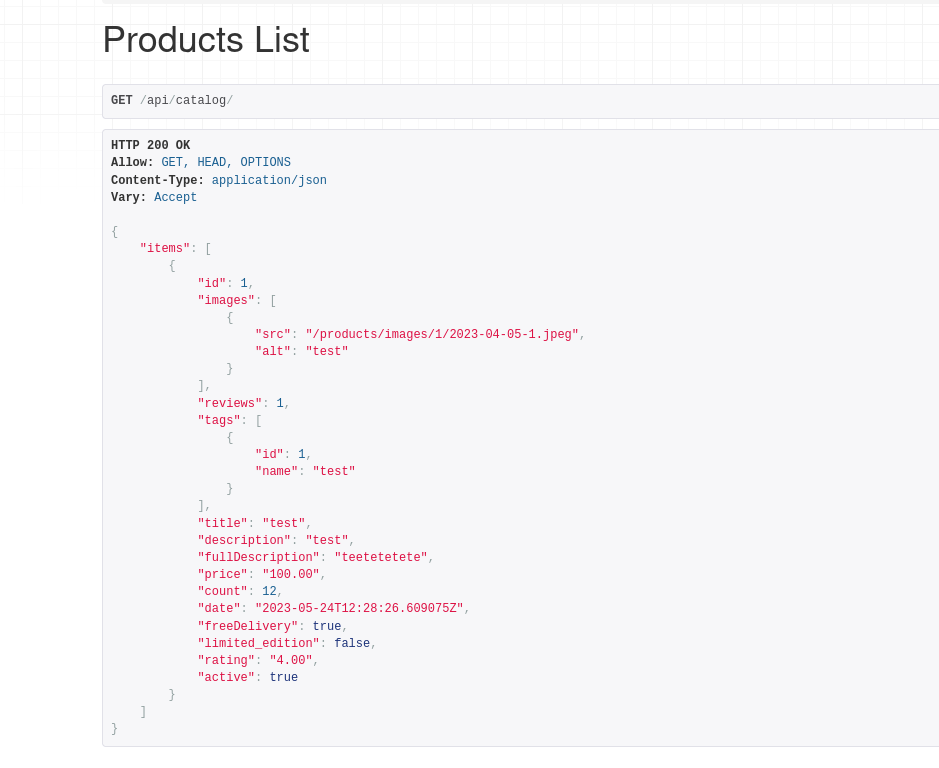 Products List
GET /api/catalog/
HTTP 200 OK
Allow: GET, HEAD, OPTIONS
Content-Type: application/json
Vary: Accept
{
    "items": [
        {
            "id": 1,
            "images": [
                {
                    "src": "/products/images/1/2023-04-05-1.jpeg",
                    "alt": "test"
                }
            ],
            "reviews": 1,
            "tags": [
                {
                    "id": 1,
                    "name": "test"
                }
            ],
            "title": "test",
            "description": "test",
            "fullDescription": "teetetetete",
            "price": "100.00",
            "count": 12,
            "date": "2023-05-24T12:28:26.609075Z",
            "freeDelivery": true,
            "limited_edition": false,
            "rating": "4.00",
            "active": true
        }
    ]
}